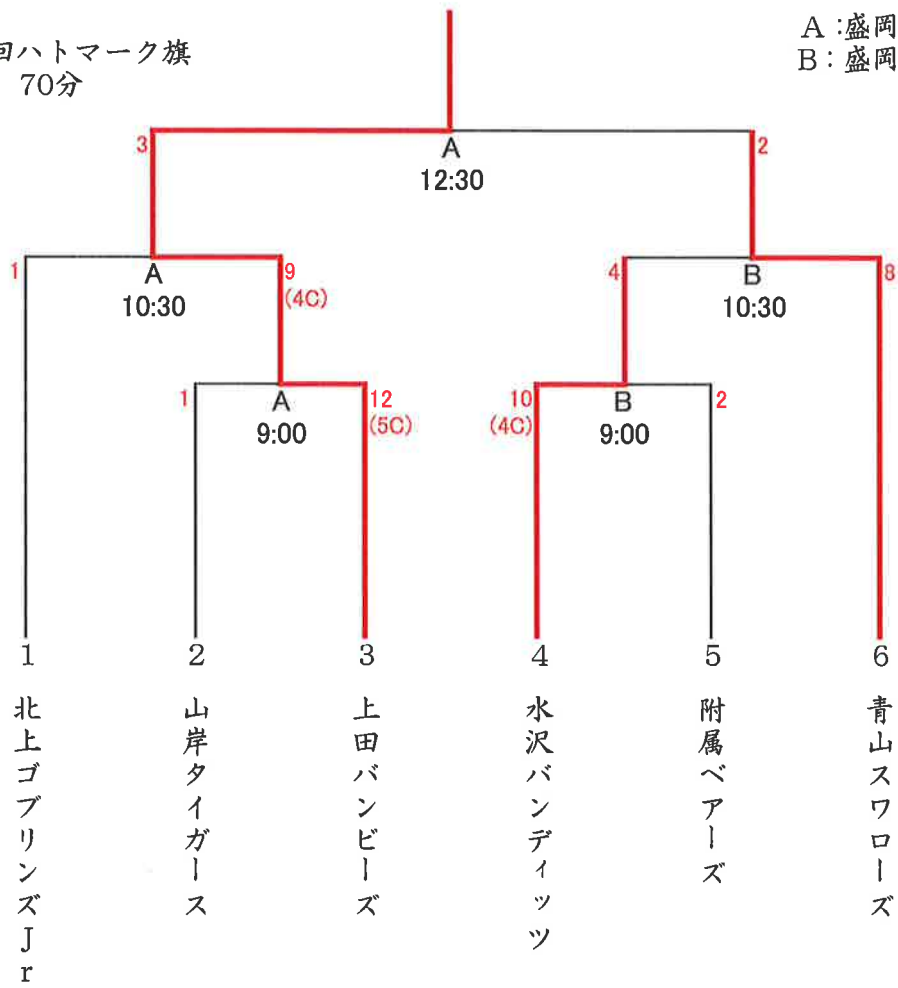 回ハトマーク旗
70分
A:盛岡
B:盛岡
3
A
12:30
2
1
A
10:30
9
(4C)
4
B
10:30
8
1
A
9:00
12
(5C)
10
(4C)
B
9:00
2
1
2
3
4
5
6
北上ゴブリンズJr
山岸タイガース
上田バンビーズ
水沢バンディッツ
附属ベアーズ
青山スワローズ